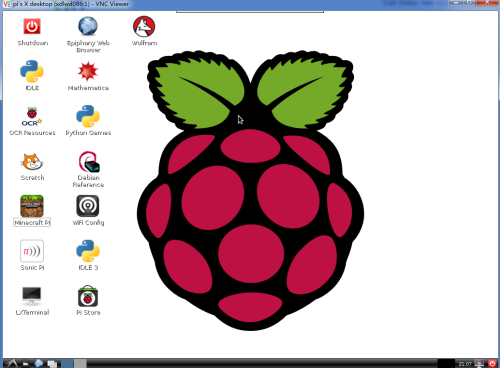 pi's X desktop (xdlwd086:1) - VNC Viewer
Shutdown
Epiphany Web
Browser
Wolfram
IDLE
Mathematica
OCR
OCR Resources
Python Games
Scratch
Debian
Reference
Minecraft Pi
WiFi Config
Sonic Pi
IDLE 3
LXTerminal
Pi Store
21:07